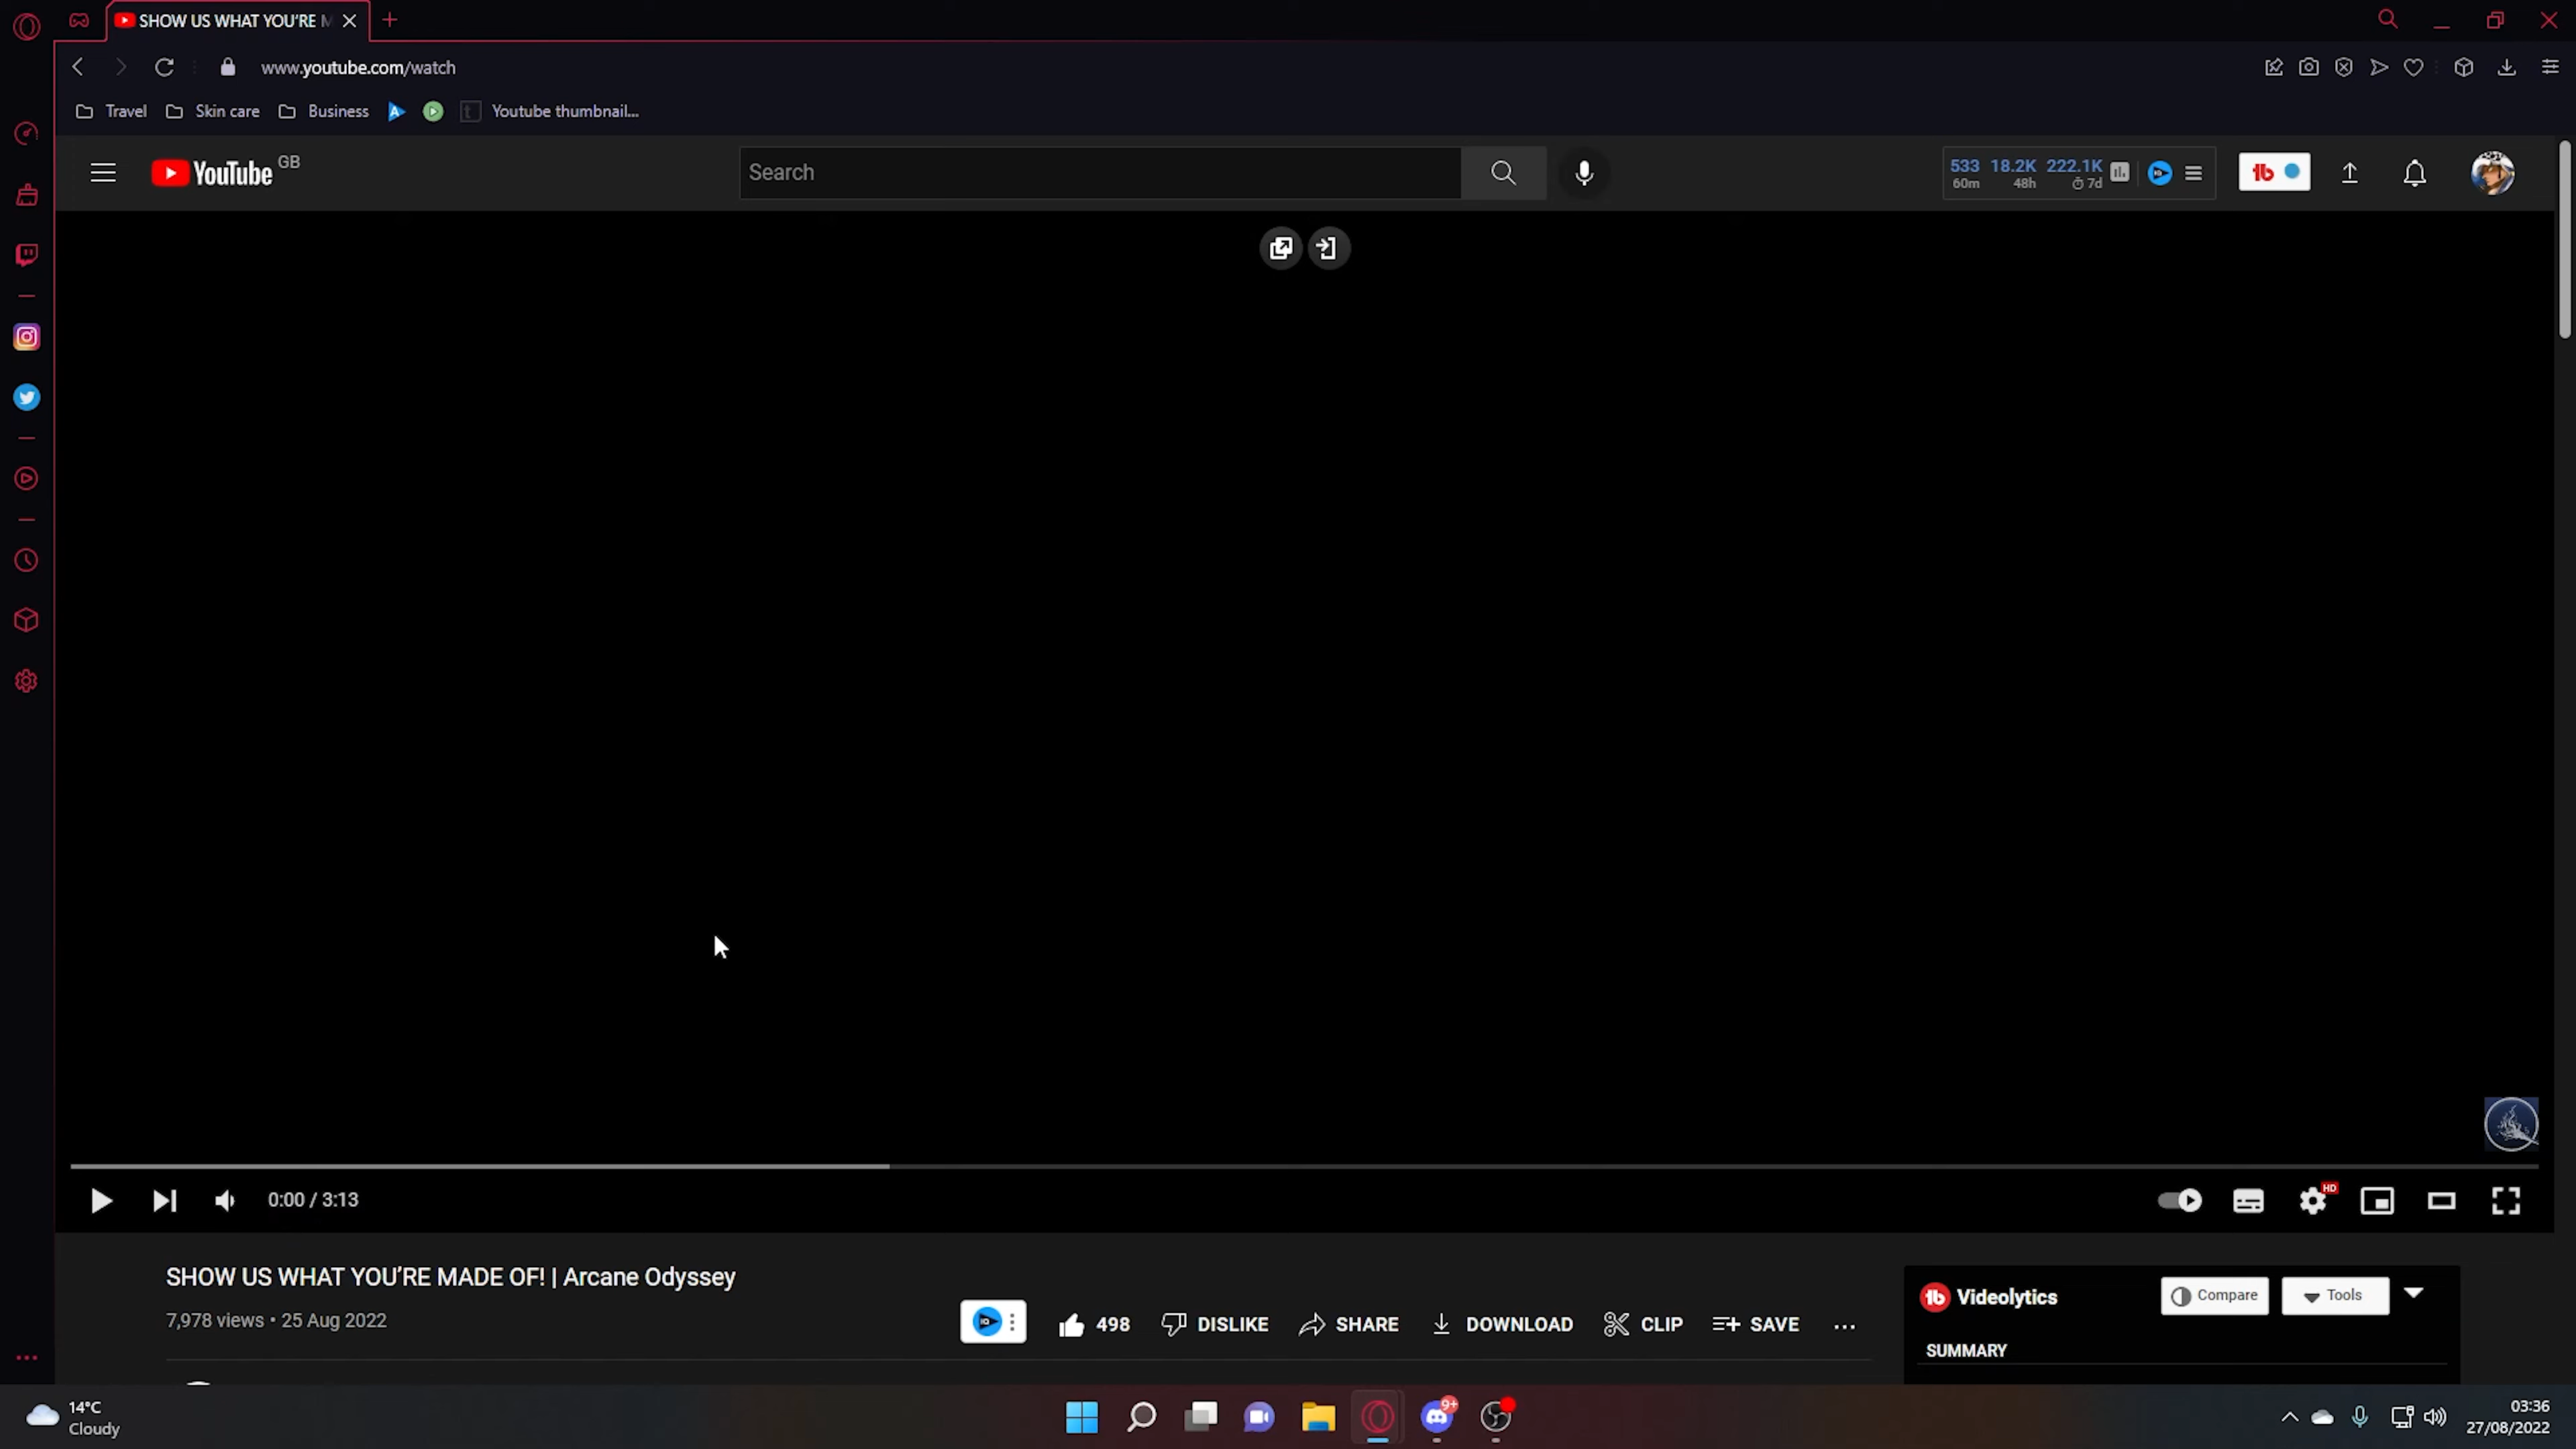 SHOW US WHAT YOU'RE M
www.youtube.com/watch
Travel Skin care Business Youtube thumbnail...
YouTube GB
Search
533 18.2K 222.1K
60m 48h 7d
0:00 / 3:13
HD
SHOW US WHAT YOU'RE MADE OF! | Arcane Odyssey
7,978 views • 25 Aug 2022
498 DISLIKE SHARE DOWNLOAD CLIP SAVE ...
Videolytics Compare Tools
SUMMARY
14°C
Cloudy
9+
03:36
27/08/2022